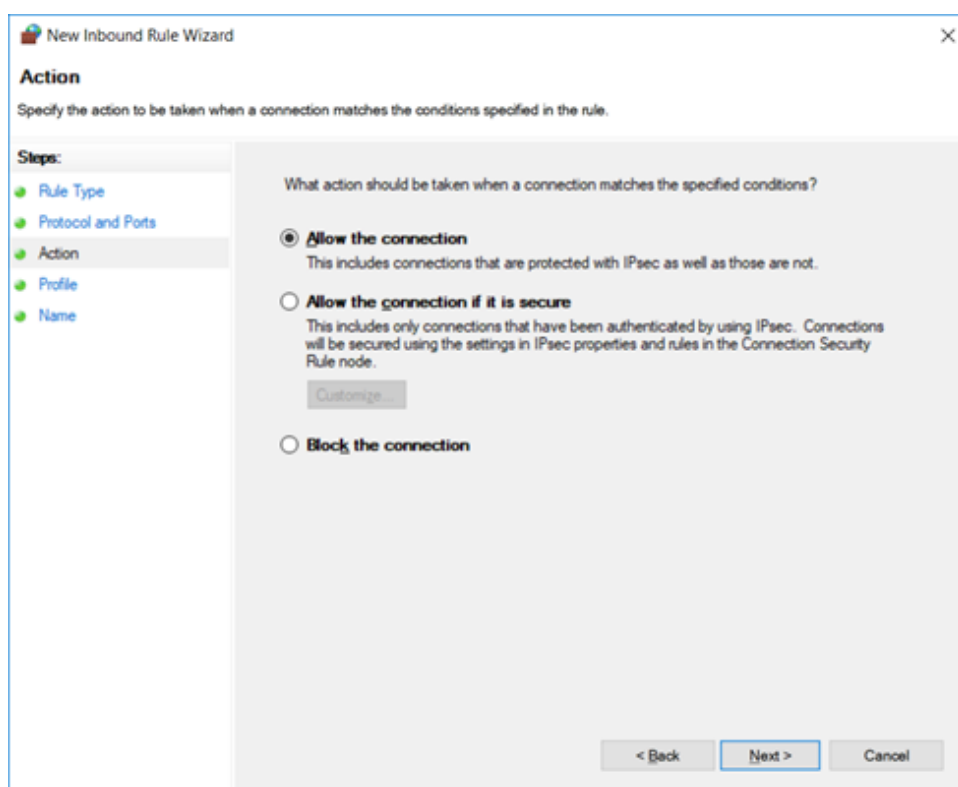 New Inbound Rule Wizard
Action
Specify the action to be taken when a connection matches the conditions specified in the rule.
Steps:
Rule Type
Protocol and Ports
Action
Profile
Name
What action should be taken when a connection matches the specified conditions?
Allow the connection
This includes connections that are protected with IPsec as well as those are not.
Allow the connection if it is secure
This includes only connections that have been authenticated by using IPsec. Connections
will be secured using the settings in IPsec properties and rules in the Connection Security
Rule node.
Customize...
Block the connection
< Back
Next >
Cancel